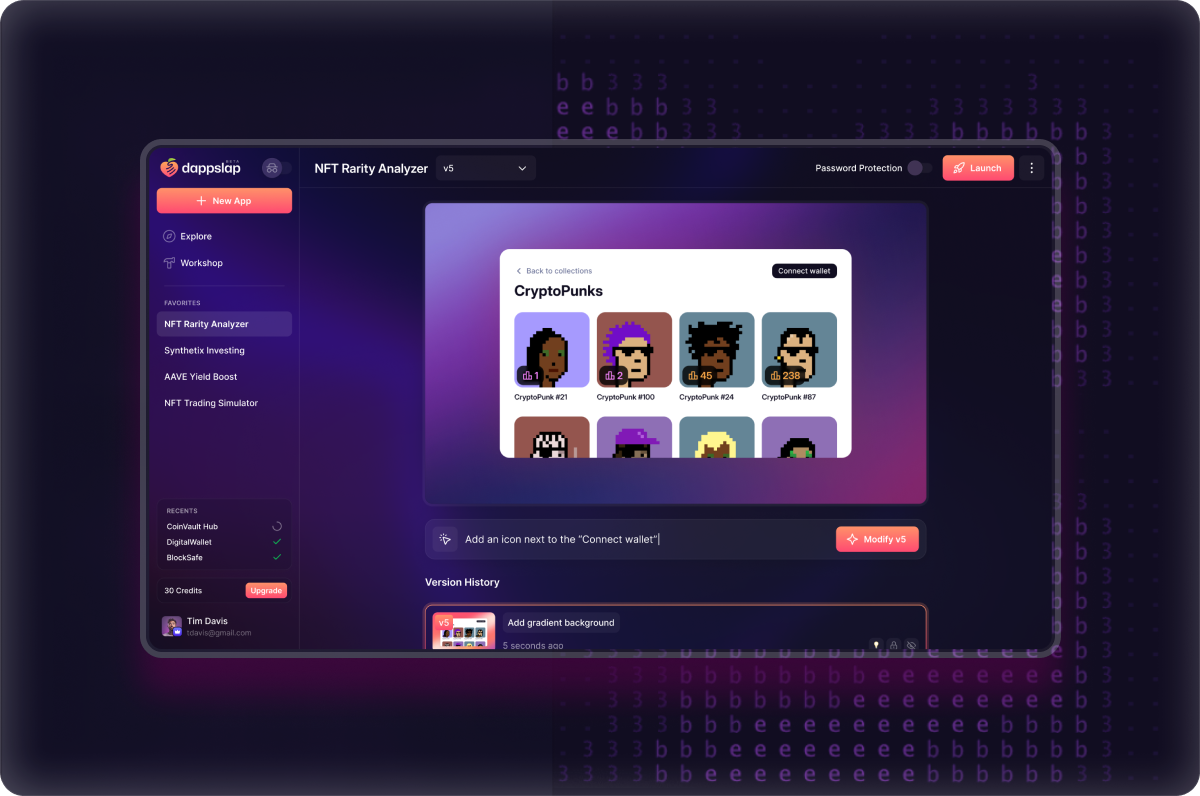 dappslap BETA
NFT Rarity Analyzer
v5
Password Protection
Launch
New App
Explore
Workshop
FAVORITES
NFT Rarity Analyzer
Synthetix Investing
AAVE Yield Boost
NFT Trading Simulator
RECENTS
CoinVault Hub
DigitalWallet
BlockSafe
30 Credits
Upgrade
Tim Davis
tdavis@gmail.com
Back to collections
Connect wallet
CryptoPunks
1
2
45
238
CryptoPunk #21
CryptoPunk #100
CryptoPunk #24
CryptoPunk #87
Add an icon next to the “Connect wallet”
Modify v5
Version History
v5
Add gradient background
5 seconds ago